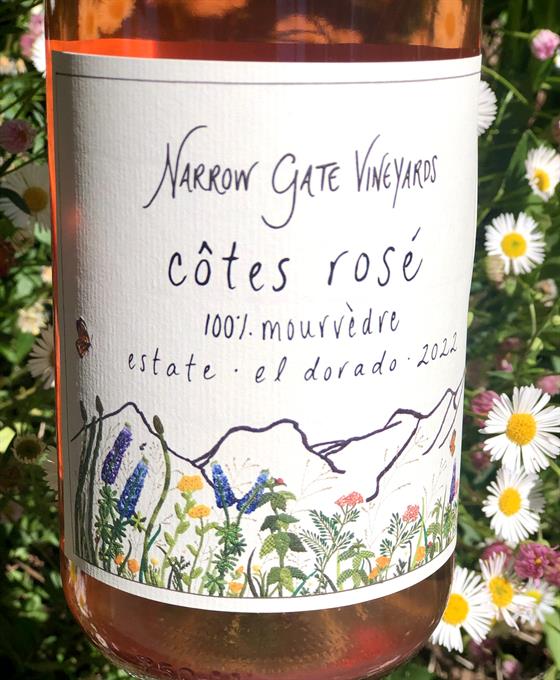 Narrow Gate Vineyards
côtes rosé
100% mourvèdre
estate · el dorado · 2022